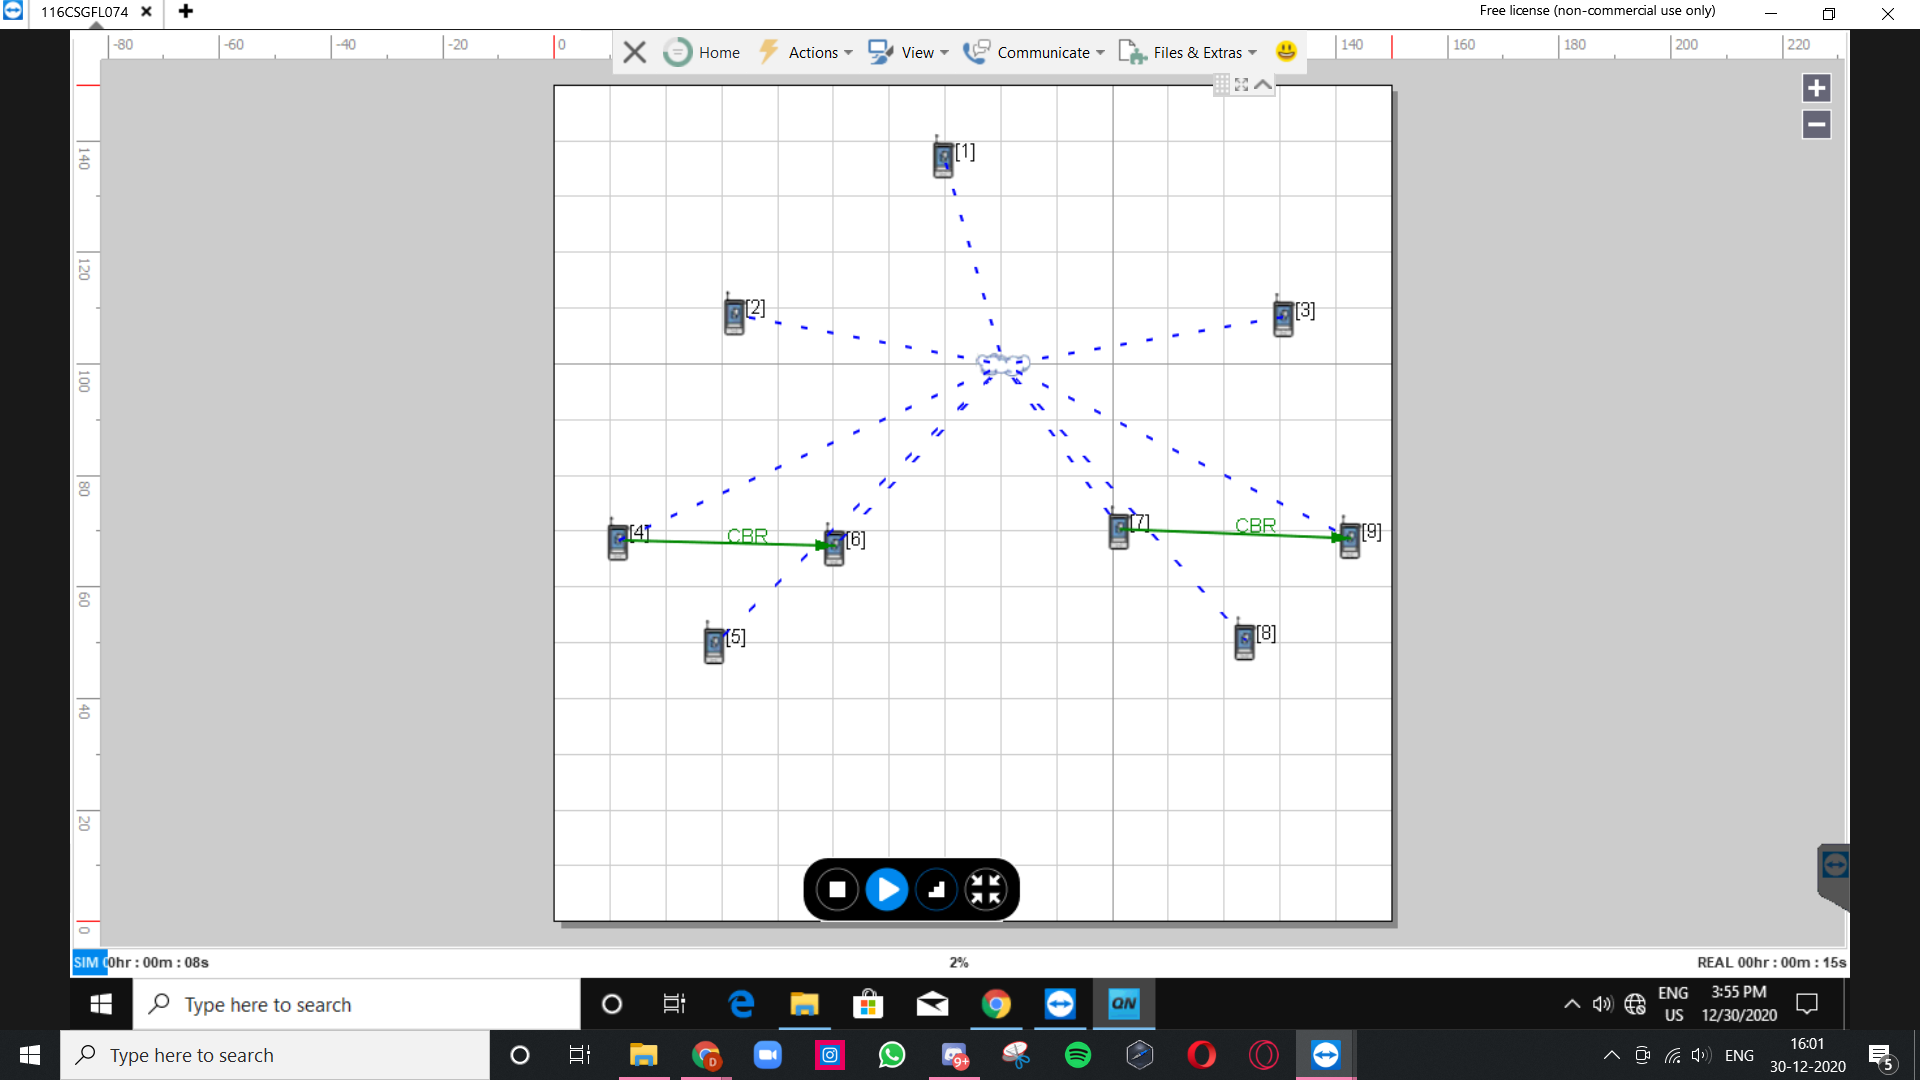 116CSGFL074
Free license (non-commercial use only)
-80 -60 -40 -20 0 140 160 180 200 220
Home Actions View Communicate Files & Extras
140
120
100
80
60
40
20
0
[1]
[2]
[3]
[4] CBR [6]
[7] CBR [9]
[5]
[8]
SIM 00hr : 00m : 08s
2%
REAL 00hr : 00m : 15s
Type here to search
QN
ENG
US
3:55 PM
12/30/2020
Type here to search
D
9+
ENG
16:01
30-12-2020
5